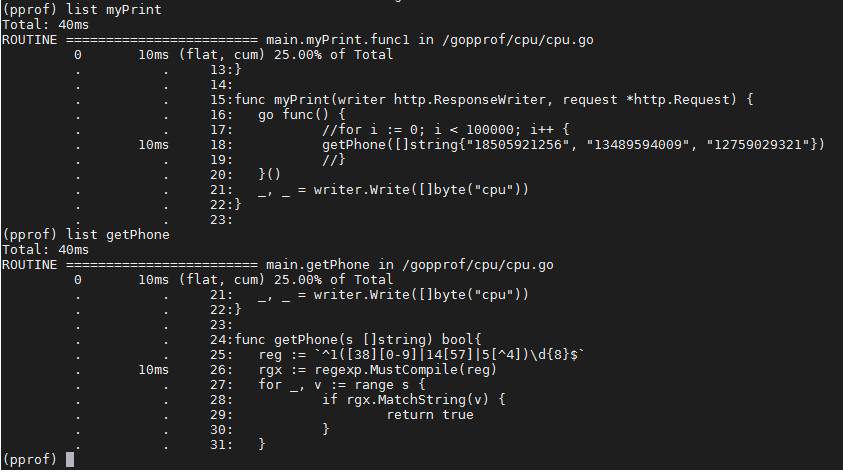 (pprof) list myPrint
Total: 40ms
ROUTINE ======================== main.myPrint.func1 in /gopprof/cpu/cpu.go
         0       10ms (flat, cum) 25.00% of Total
         .          .     13:}
         .          .     14:
         .          .     15:func myPrint(writer http.ResponseWriter, request *http.Request) {
         .          .     16:   go func() {
         .          .     17:           //for i := 0; i < 100000; i++ {
         .       10ms     18:           getPhone([]string{"18505921256", "13489594009", "12759029321"})
         .          .     19:           //}
         .          .     20:   }()
         .          .     21:   _, _ = writer.Write([]byte("cpu"))
         .          .     22:}
         .          .     23:
(pprof) list getPhone
Total: 40ms
ROUTINE ======================== main.getPhone in /gopprof/cpu/cpu.go
         0       10ms (flat, cum) 25.00% of Total
         .          .     21:   _, _ = writer.Write([]byte("cpu"))
         .          .     22:}
         .          .     23:
         .          .     24:func getPhone(s []string) bool{
         .          .     25:   reg := `^1([38][0-9]|14[57]|5[^4])\d{8}$`
         .       10ms     26:   rgx := regexp.MustCompile(reg)
         .          .     27:   for _, v := range s {
         .          .     28:           if rgx.MatchString(v) {
         .          .     29:                   return true
         .          .     30:           }
         .          .     31:   }
(pprof)